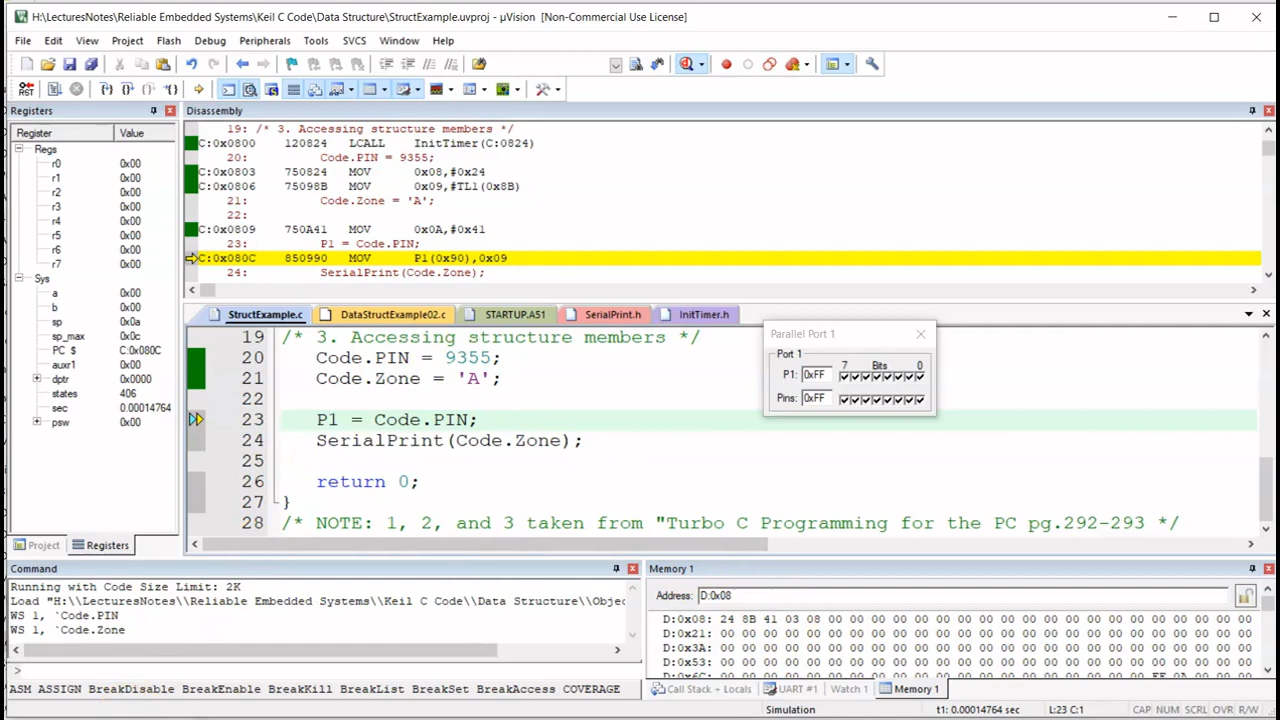 H:\LecturesNotes\Reliable Embedded Systems\Keil C Code\Data Structure\StructExample.uvproj - µVision [Non-Commercial Use License]
File Edit View Project Flash Debug Peripherals Tools SVCS Window Help
Registers
Register Value
Regs
r0 0x00
r1 0x00
r2 0x00
r3 0x00
r4 0x00
r5 0x00
r6 0x00
r7 0x00
Sys
a 0x00
b 0x00
sp 0x0a
sp_max 0x0c
PC $ C:0x080C
auxr1 0x00
dptr 0x0000
states 406
sec 0.00014764
psw 0x00
Project Registers
Disassembly
19: /* 3. Accessing structure members */
C:0x0800 120824 LCALL InitTimer(C:0824)
20: Code.PIN = 9355;
C:0x0803 750824 MOV 0x08,#0x24
C:0x0806 75098B MOV 0x09,#TL1(0x8B)
21: Code.Zone = 'A';
22:
C:0x0809 750A41 MOV 0x0A,#0x41
23: P1 = Code.PIN;
C:0x080C 850990 MOV P1(0x90),0x09
24: SerialPrint(Code.Zone);
StructExample.c DataStructExample02.c STARTUP.A51 SerialPrint.h InitTimer.h
19 /* 3. Accessing structure members */
20 Code.PIN = 9355;
21 Code.Zone = 'A';
22
23 P1 = Code.PIN;
24 SerialPrint(Code.Zone);
25
26 return 0;
27 }
28 /* NOTE: 1, 2, and 3 taken from "Turbo C Programming for the PC pg.292-293 */
Parallel Port 1
Port 1
7 Bits 0
P1: 0xFF
Pins: 0xFF
Command
Running with Code Size Limit: 2K
Load "H:\\LecturesNotes\\Reliable Embedded Systems\\Keil C Code\\Data Structure\\Objec
WS 1, `Code.PIN
WS 1, `Code.Zone
>
ASM ASSIGN BreakDisable BreakEnable BreakKill BreakList BreakSet BreakAccess COVERAGE
Memory 1
Address: D:0x08
D:0x08: 24 8B 41 03 08 00 00 00 00 00 00 00 00 00 00 00 00 00 00 00 00 00 00 00 00
D:0x21: 00 00 00 00 00 00 00 00 00 00 00 00 00 00 00 00 00 00 00 00 00 00 00 00 00
D:0x3A: 00 00 00 00 00 00 00 00 00 00 00 00 00 00 00 00 00 00 00 00 00 00 00 00 00
D:0x53: 00 00 00 00 00 00 00 00 00 00 00 00 00 00 00 00 00 00 00 00 00 00 00 00 00
Call Stack + Locals UART #1 Watch 1 Memory 1
Simulation t1: 0.00014764 sec L:23 C:1 CAP NUM SCRL OVR R/W